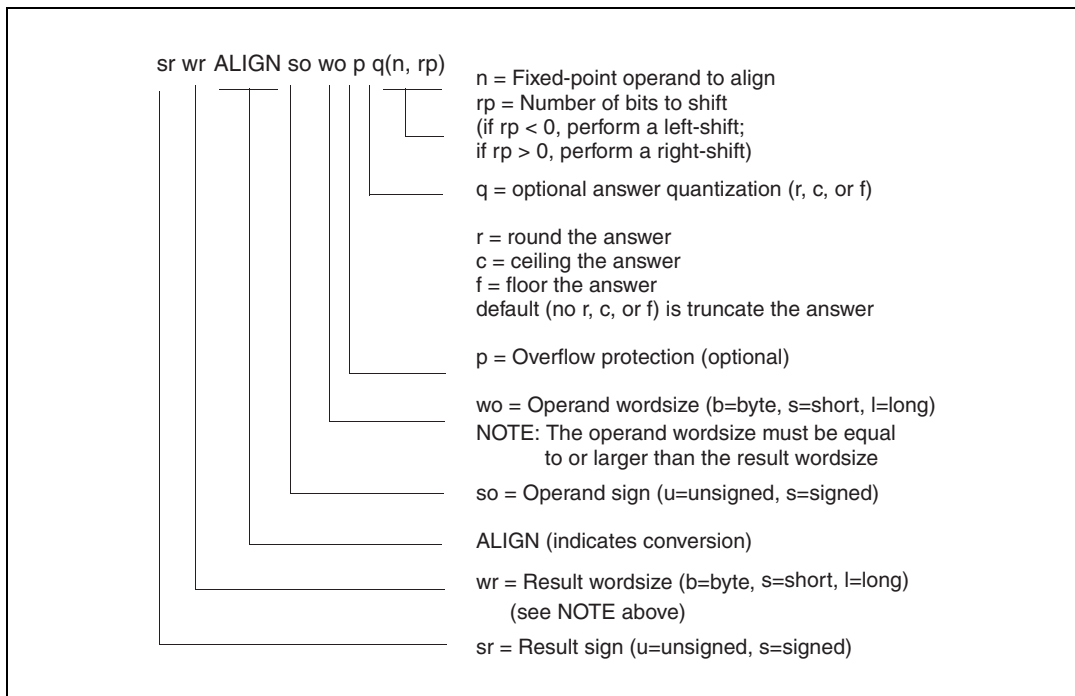 sr wr ALIGN so wo p q(n, rp)
n = Fixed-point operand to align
rp = Number of bits to shift
(if rp < 0, perform a left-shift;
if rp > 0, perform a right-shift)
q = optional answer quantization (r, c, or f)
r = round the answer
c = ceiling the answer
f = floor the answer
default (no r, c, or f) is truncate the answer
p = Overflow protection (optional)
wo = Operand wordsize (b=byte, s=short, l=long)
NOTE: The operand wordsize must be equal
to or larger than the result wordsize
so = Operand sign (u=unsigned, s=signed)
ALIGN (indicates conversion)
wr = Result wordsize (b=byte, s=short, l=long)
(see NOTE above)
sr = Result sign (u=unsigned, s=signed)